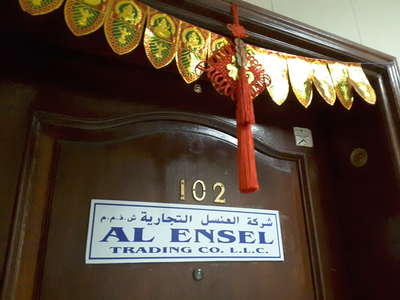 102
شركة العنسل التجارية ش.ذ.م.م
AL ENSEL
TRADING CO. L.L.C.